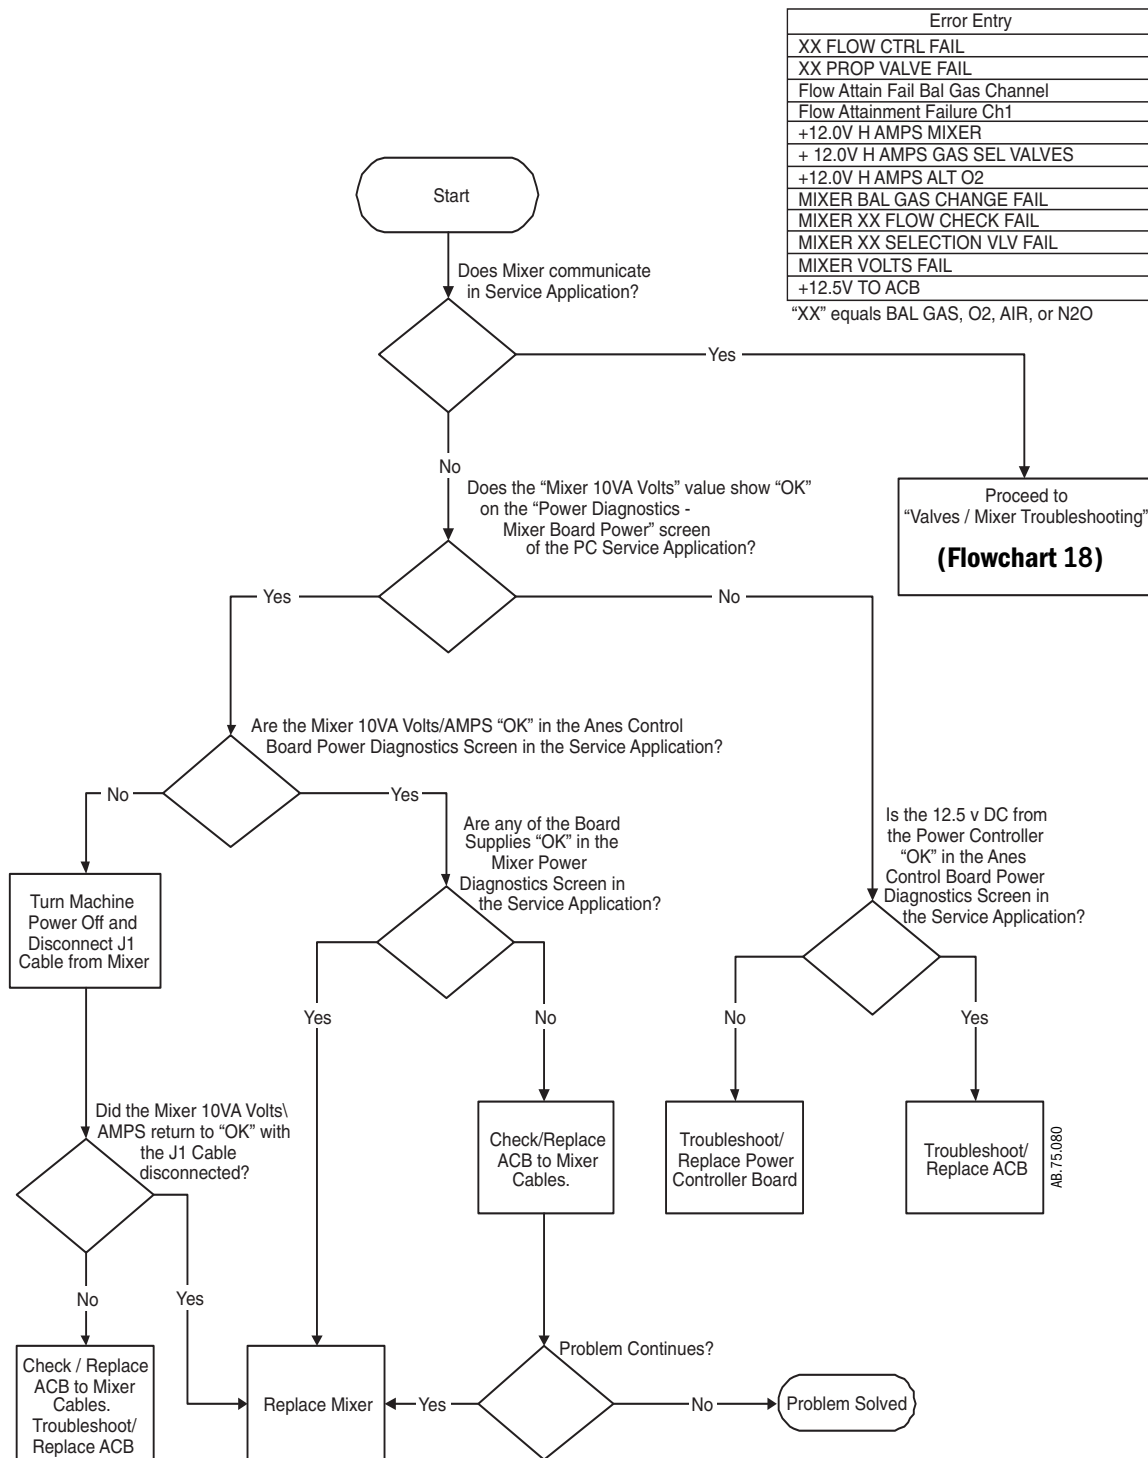 Error Entry
XX FLOW CTRL FAIL
XX PROP VALVE FAIL
Flow Attain Fail Bal Gas Channel
Flow Attainment Failure Ch1
+12.0V H AMPS MIXER
+ 12.0V H AMPS GAS SEL VALVES
+12.0V H AMPS ALT O2
MIXER BAL GAS CHANGE FAIL
MIXER XX FLOW CHECK FAIL
MIXER XX SELECTION VLV FAIL
MIXER VOLTS FAIL
+12.5V TO ACB
"XX" equals BAL GAS, O2, AIR, or N2O
Start
Does Mixer communicate
in Service Application?
Yes
No
Proceed to
“Valves / Mixer Troubleshooting”
(Flowchart 18)
Does the “Mixer 10VA Volts” value show “OK”
on the “Power Diagnostics -
Mixer Board Power” screen
of the PC Service Application?
Yes
No
Are the Mixer 10VA Volts/AMPS “OK” in the Anes Control
Board Power Diagnostics Screen in the Service Application?
No
Yes
Are any of the Board
Supplies “OK” in the
Mixer Power
Diagnostics Screen in
the Service Application?
Is the 12.5 v DC from
the Power Controller
“OK” in the Anes
Control Board Power
Diagnostics Screen in
the Service Application?
Turn Machine
Power Off and
Disconnect J1
Cable from Mixer
Yes
No
No
Yes
Did the Mixer 10VA Volts\
AMPS return to “OK” with
the J1 Cable
disconnected?
Check/Replace
ACB to Mixer
Cables.
Troubleshoot/
Replace Power
Controller Board
Troubleshoot/
Replace ACB
AB.75.080
No
Yes
Problem Continues?
Check / Replace
ACB to Mixer
Cables.
Troubleshoot/
Replace ACB
Replace Mixer
Yes
No
Problem Solved